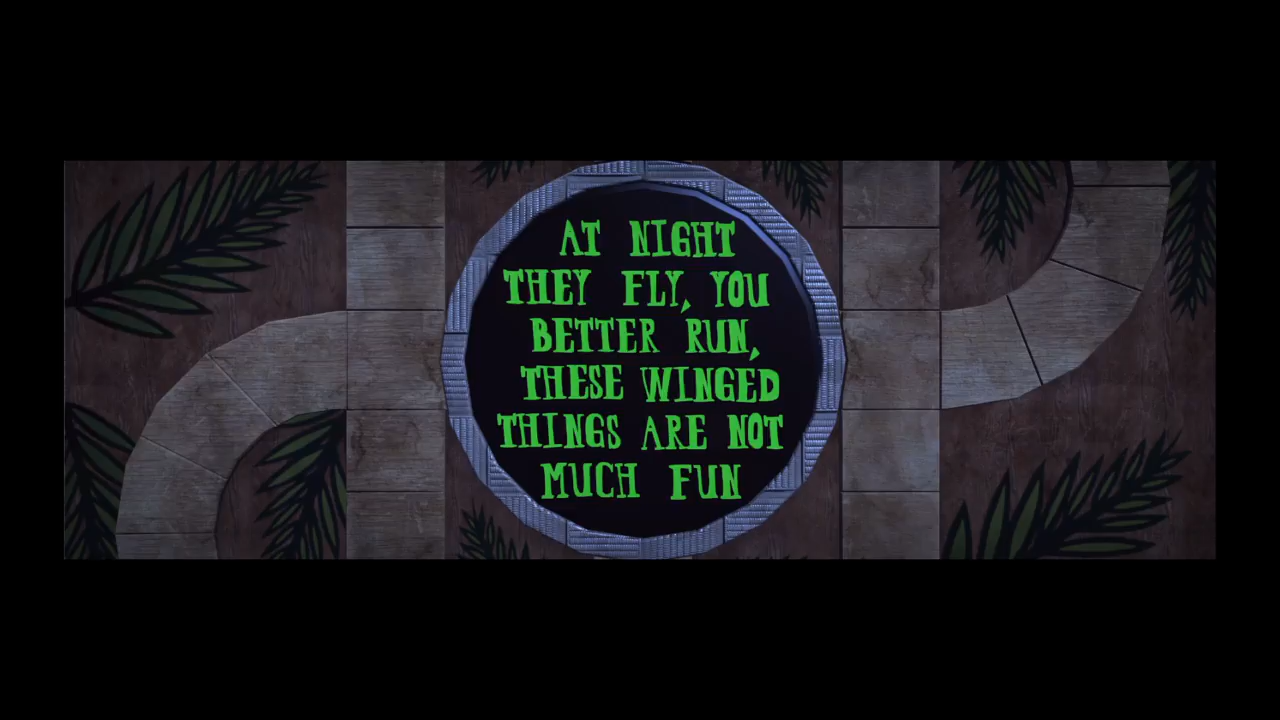 AT NIGHT
THEY FLY, YOU
BETTER RUN,
THESE WINGED
THINGS ARE NOT
MUCH FUN